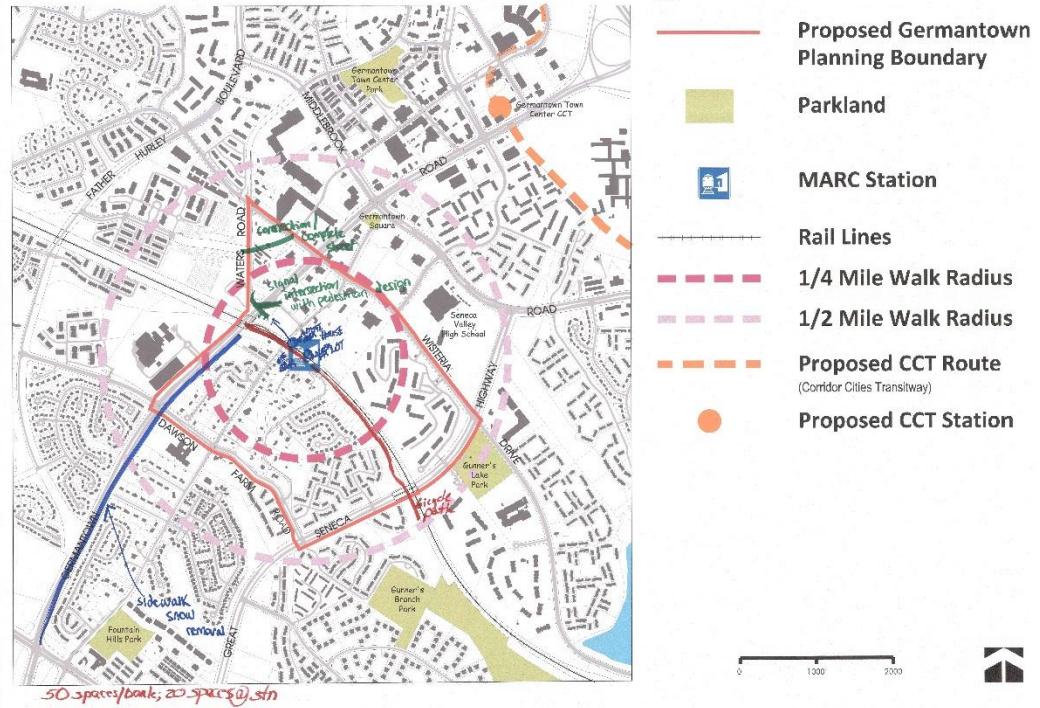 BOULEVARD
Germantown
Town Center
Park
MIDDLEBROOK
Germantown Town
Center CCT
HURLEY
FATHER
ROAD
Germantown
Square
ROAD
WATERS
connection/
complete
street
signal
intersection
with pedestrian design
Seneca
Valley
High School
ROAD
WISTERIA
HIGHWAY
DRIVE
DAWSON
FARM
ROAD
Gunner's
Lake
Park
bicycle
path
SENECA
GREAT
sidewalk
snow
removal
Gunner's
Branch
Park
Fountain
Hills Park
50 spaces/bank; 20 spaces@stn
Proposed Germantown
Planning Boundary
Parkland
MARC Station
Rail Lines
1/4 Mile Walk Radius
1/2 Mile Walk Radius
Proposed CCT Route
(Corridor Cities Transitway)
Proposed CCT Station
0 1000 2000